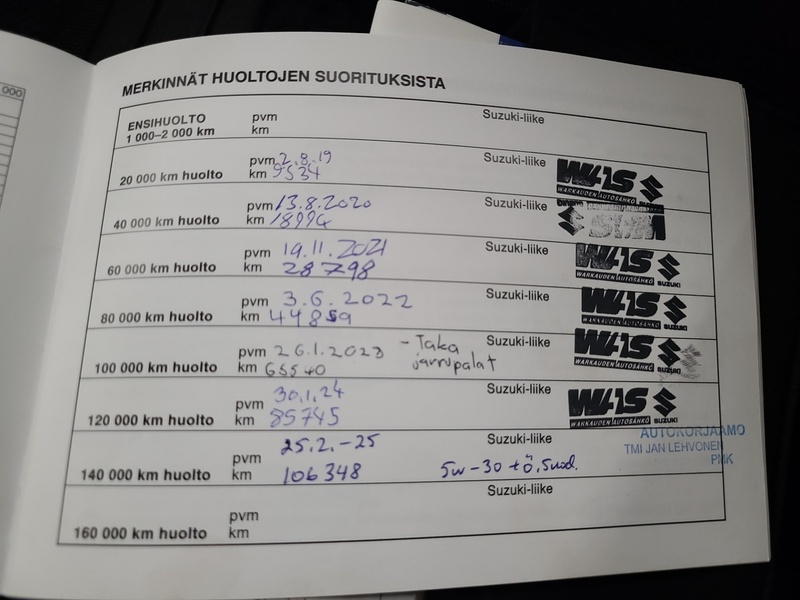 000
MERKINNÄT HUOLTOJEN SUORITUKSISTA
ENSIHUOLTO pvm Suzuki-liike
1 000–2 000 km km
pvm 2.8.19 Suzuki-liike WAS
20 000 km huolto km 9534 WARKAUDEN AUTOSÄHKÖ
pvm 13.8.2020 Suzuki-liike
40 000 km huolto km 18994
pvm 19.11.2021 Suzuki-liike WAS
60 000 km huolto km 28798 WARKAUDEN AUTOSÄHKÖ SUZUKI
pvm 3.6.2022 Suzuki-liike WAS
80 000 km huolto km 44859 WARKAUDEN AUTOSÄHKÖ SUZUKI
pvm 26.1.2023 - Taka Suzuki-liike WAS
100 000 km huolto km 65540 jarrupalat WARKAUDEN AUTOSÄHKÖ SUZUKI
pvm 30.1.24 Suzuki-liike WAS
120 000 km huolto km 85745 WARKAUDEN AUTOSÄHKÖ SUZUKI
pvm 25.2.-25 Suzuki-liike AUTOKORJAAMO
TMI JAN LEHVONEN
140 000 km huolto km 106348 5w-30 + ö.suod. PMK
pvm Suzuki-liike
160 000 km huolto km